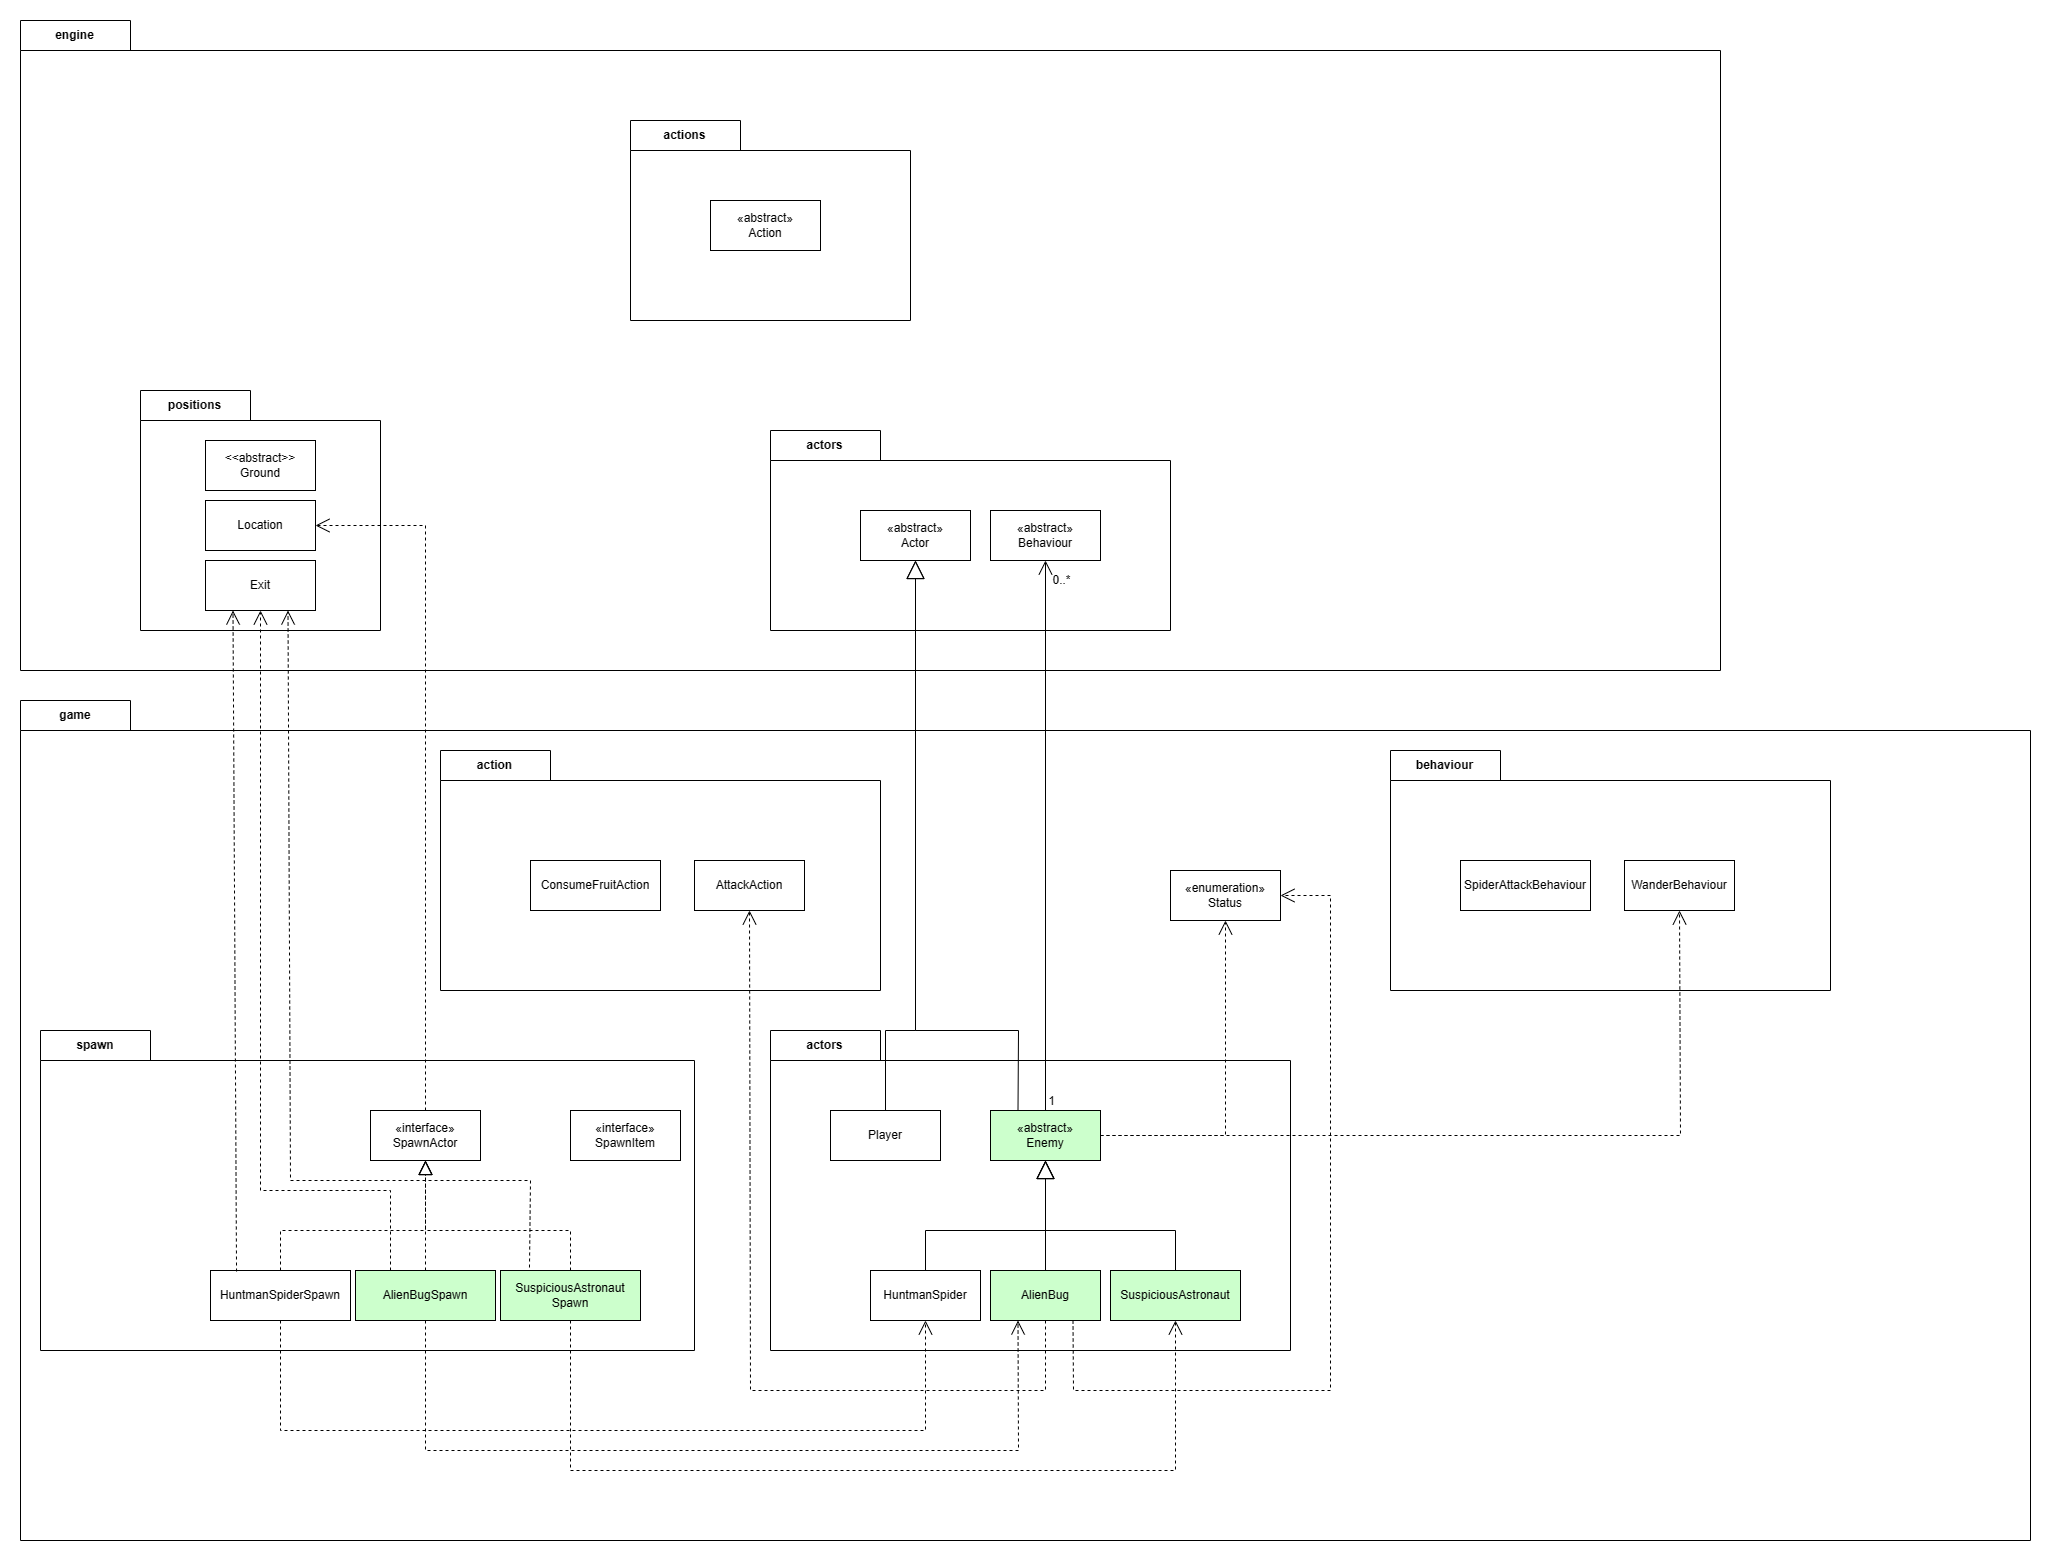 engine
actions
«abstract»
Action
positions
<<abstract>>
Ground
Location
Exit
actors
«abstract»
Actor
«abstract»
Behaviour
0..*
game
action
ConsumeFruitAction
AttackAction
«enumeration»
Status
behaviour
SpiderAttackBehaviour
WanderBehaviour
spawn
«interface»
SpawnActor
«interface»
SpawnItem
HuntmanSpiderSpawn
AlienBugSpawn
SuspiciousAstronaut
Spawn
actors
Player
1
«abstract»
Enemy
HuntmanSpider
AlienBug
SuspiciousAstronaut